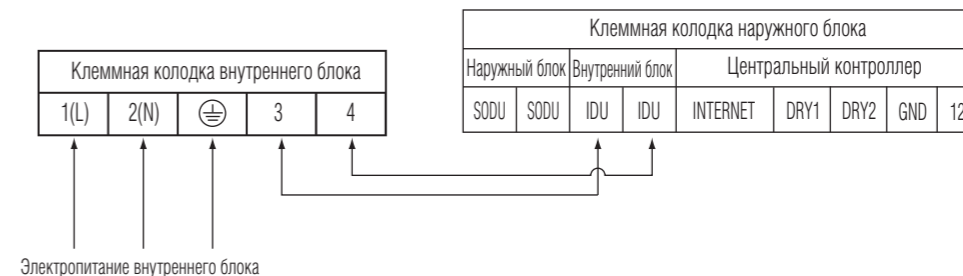 Клеммная колодка наружного блока
Наружный блок Внутренний блок Центральный контроллер
SODU SODU IDU IDU INTERNET DRY1 DRY2 GND 12
Клеммная колодка внутреннего блока
1(L) 2(N) 3 4
Электропитание внутреннего блока